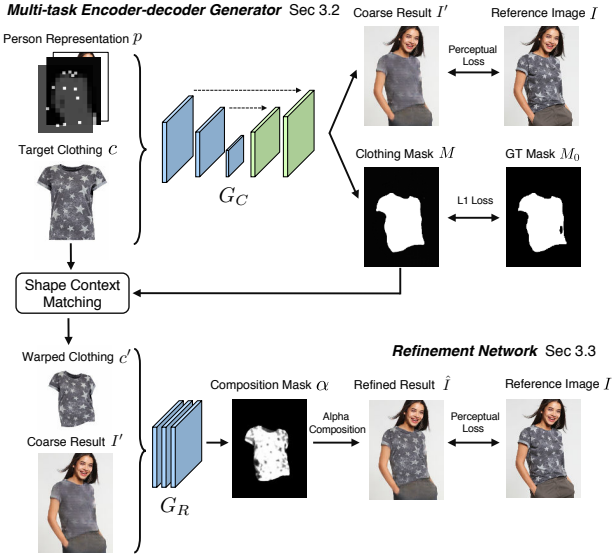 Multi-task Encoder-decoder Generator Sec 3.2
Person Representation p
Coarse Result I′
Reference Image I
Perceptual
Loss
Target Clothing c
G_C
Clothing Mask M
GT Mask M_0
L1 Loss
Shape Context
Matching
Refinement Network Sec 3.3
Warped Clothing c′
Composition Mask α
Refined Result Î
Reference Image I
Alpha
Composition
Perceptual
Loss
Coarse Result I′
G_R